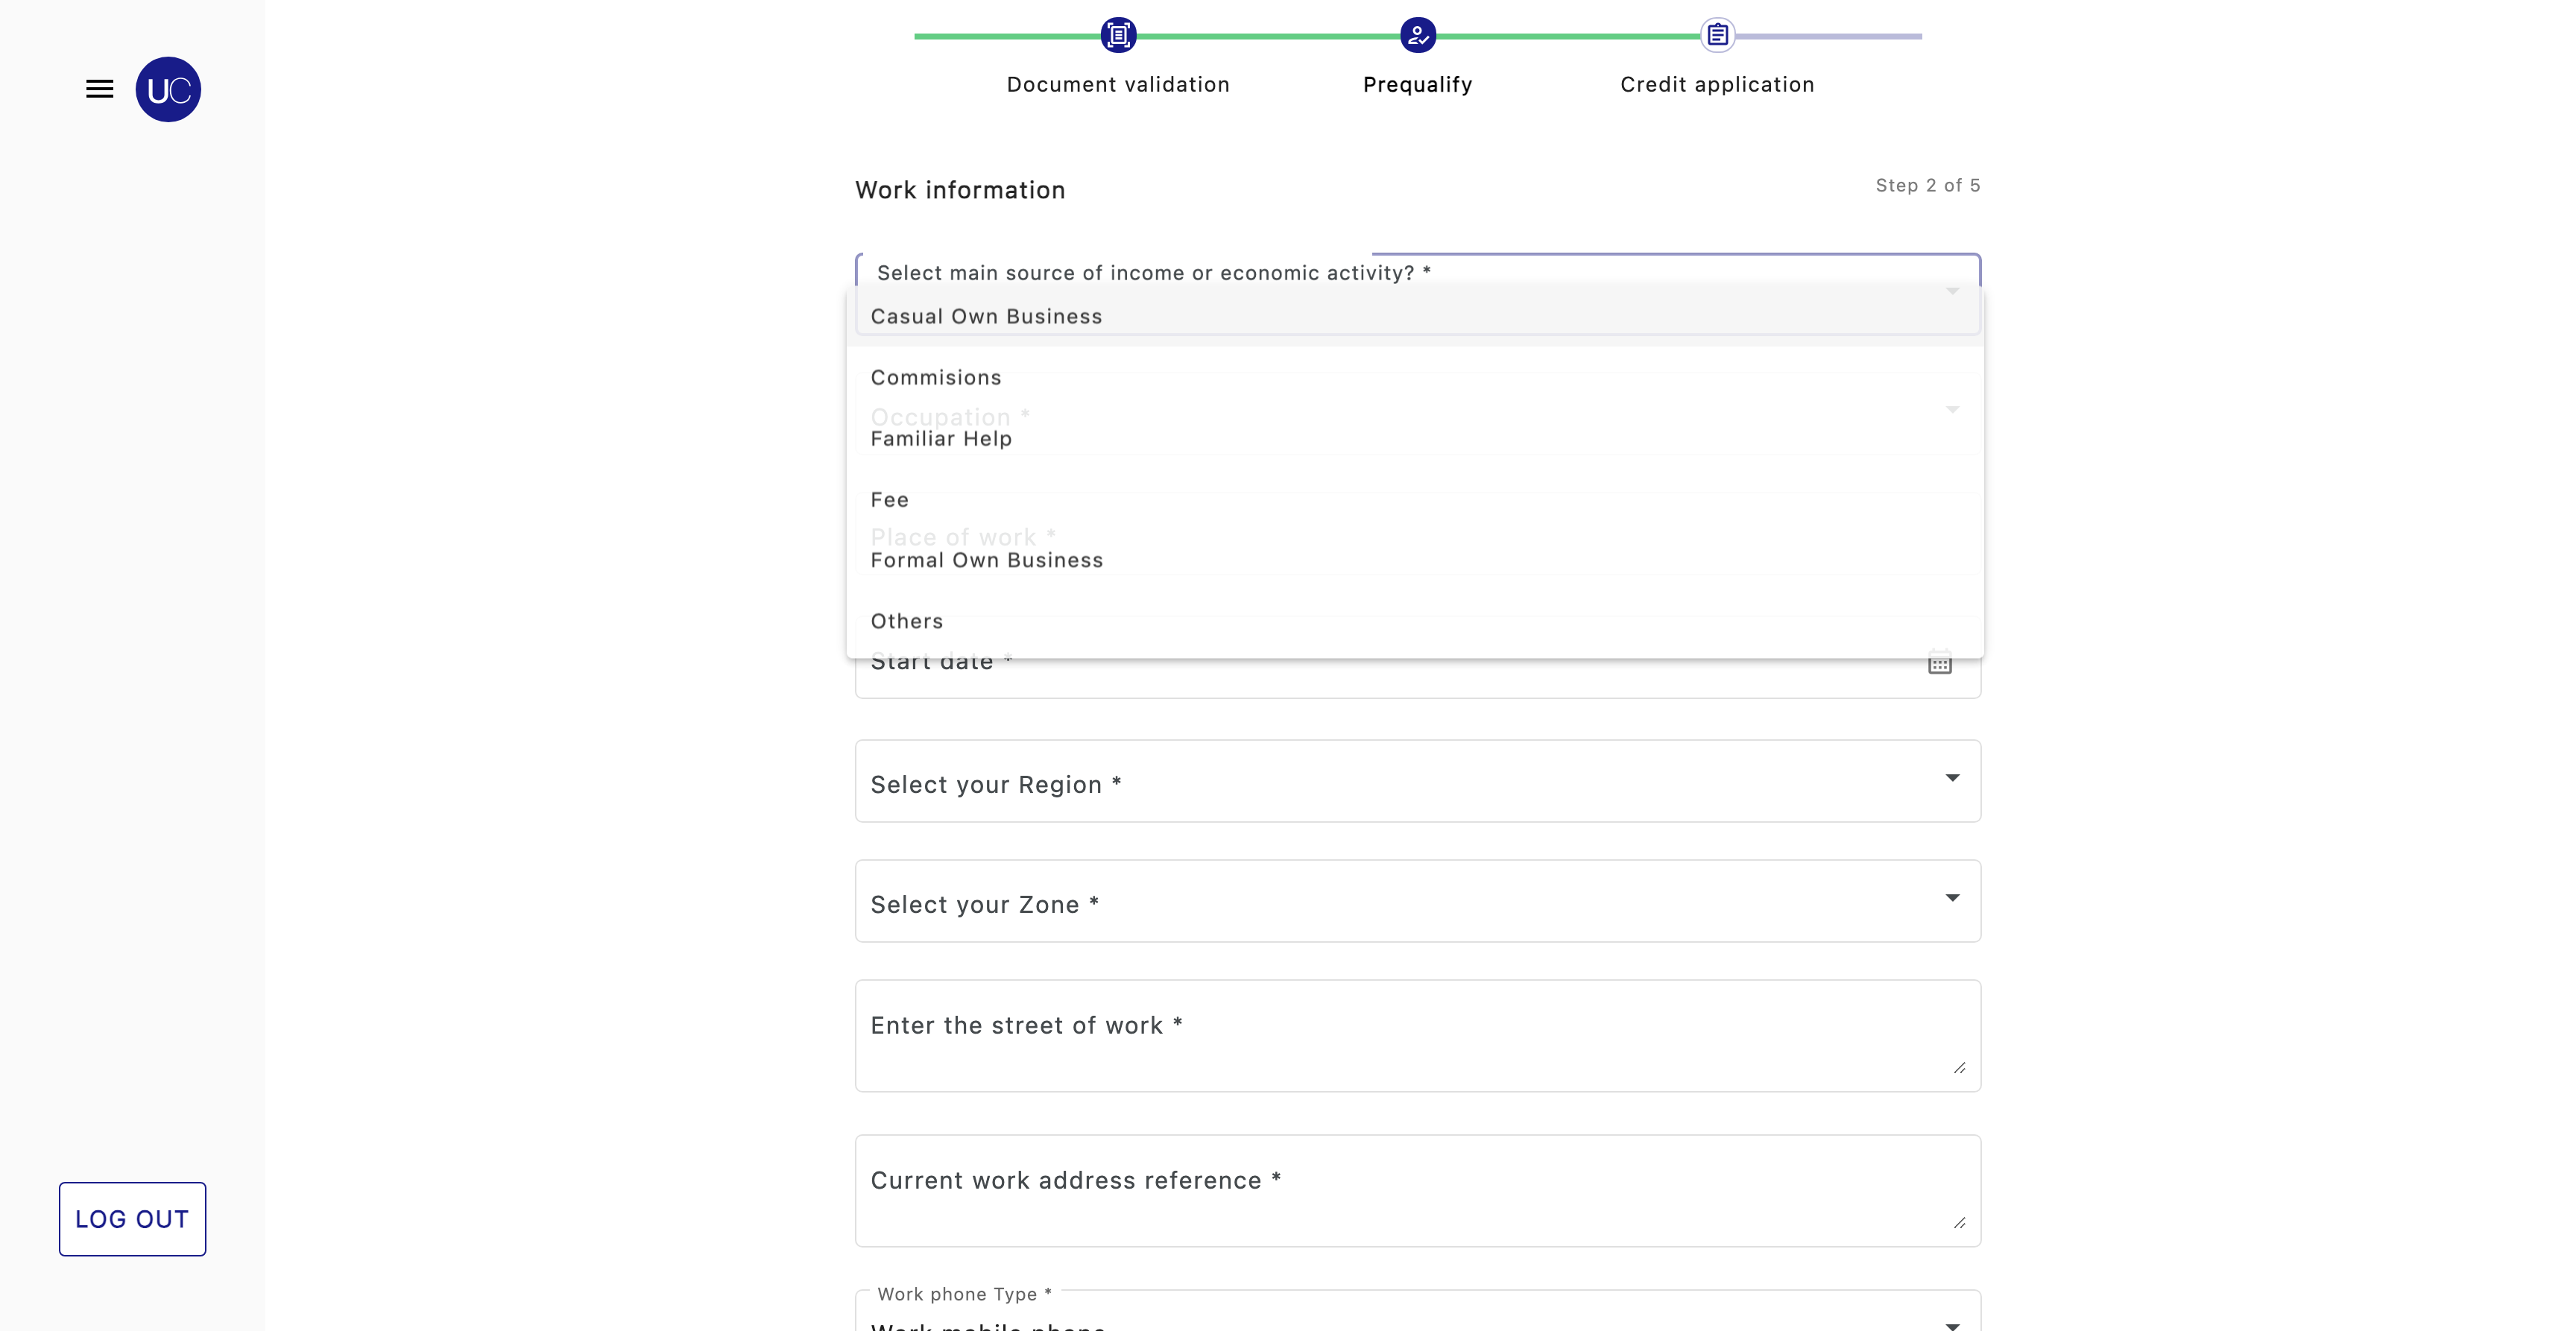 UC
Document validation
Prequalify
Credit application
Work information
Step 2 of 5
Select main source of income or economic activity? *
Casual Own Business
Commisions
Occupation *
Familiar Help
Fee
Place of work *
Formal Own Business
Others
Start date *
Select your Region *
Select your Zone *
Enter the street of work *
Current work address reference *
LOG OUT
Work phone Type *
Work mobile phone